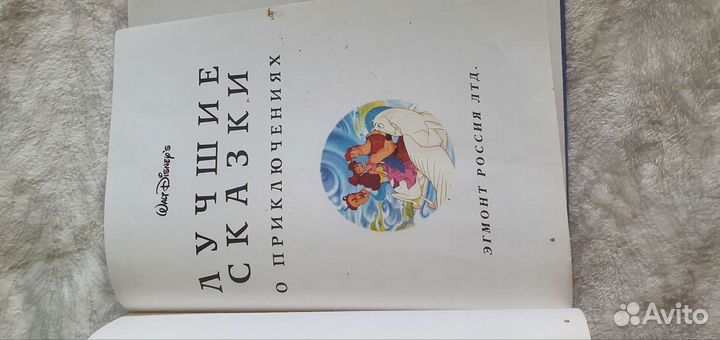 Walt Disney's
ЛУЧШИЕ
СКАЗКИ
О ПРИКЛЮЧЕНИЯХ
ЭГМОНТ РОССИЯ ЛТД.
Avito